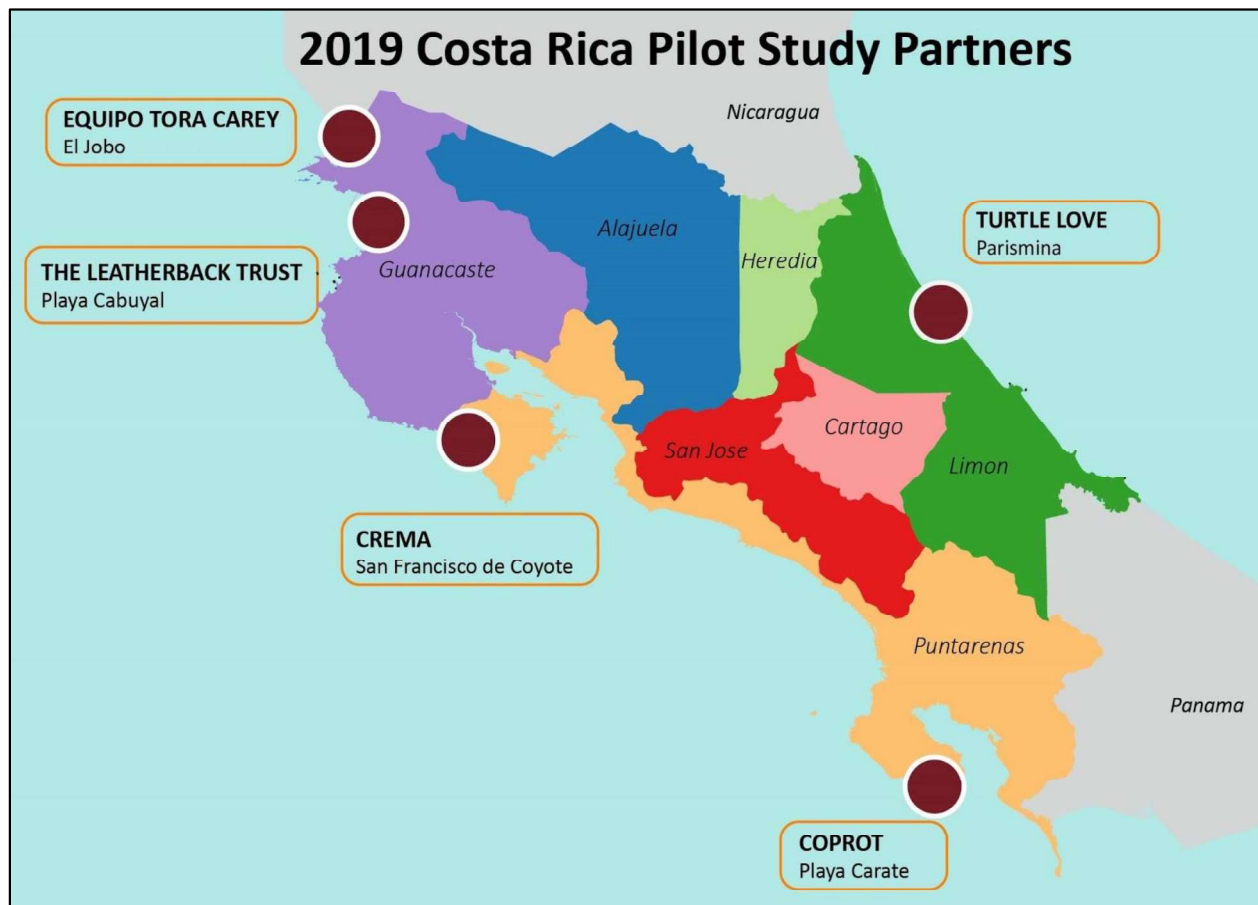 2019 Costa Rica Pilot Study Partners
Nicaragua
EQUIPO TORA CAREY
El Jobo
TURTLE LOVE
Parismina
Alajuela
Heredia
THE LEATHERBACK TRUST
Playa Cabuyal
Guanacaste
San Jose
Cartago
Limon
CREMA
San Francisco de Coyote
Puntarenas
Panama
COPROT
Playa Carate